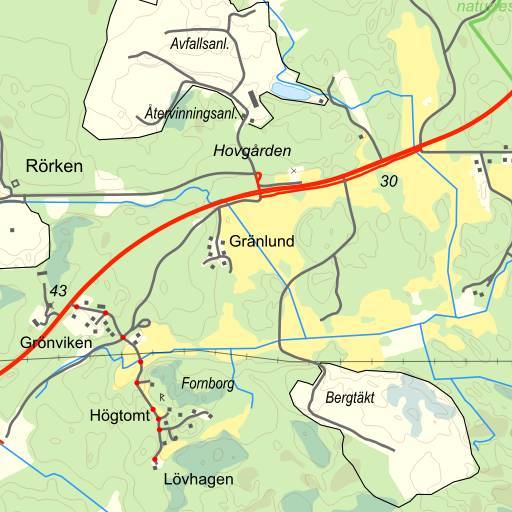 Avfallsanl.
Återvinningsanl.
Hovgården
Rörken
30
Gränlund
43
Grönviken
Fornborg
Bergtäkt
Högtomt
R
Lövhagen